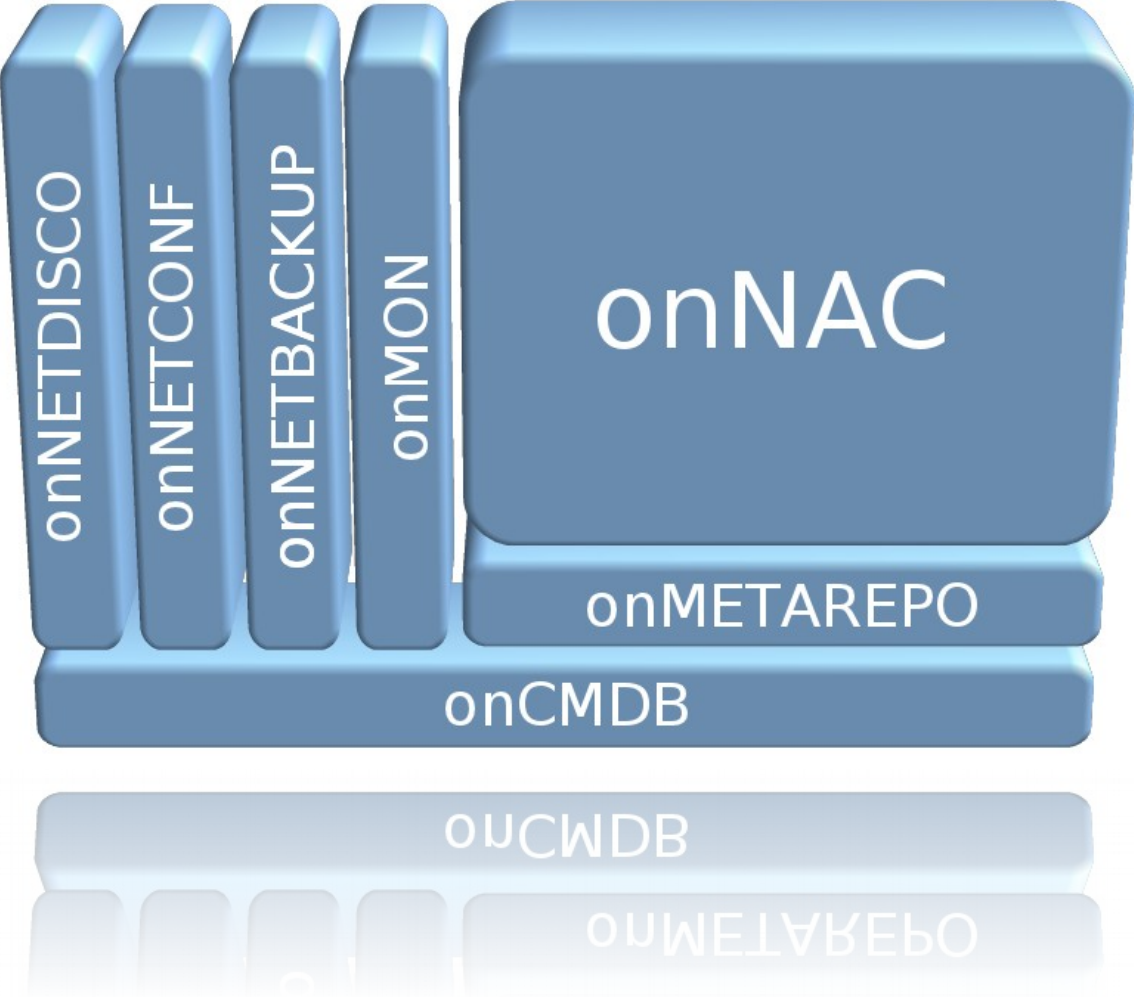 onNETDISCO
onNETCONF
onNETBACKUP
onMON
onNAC
onMETAREPO
onCMDB
onCMDB
onMETAREPO